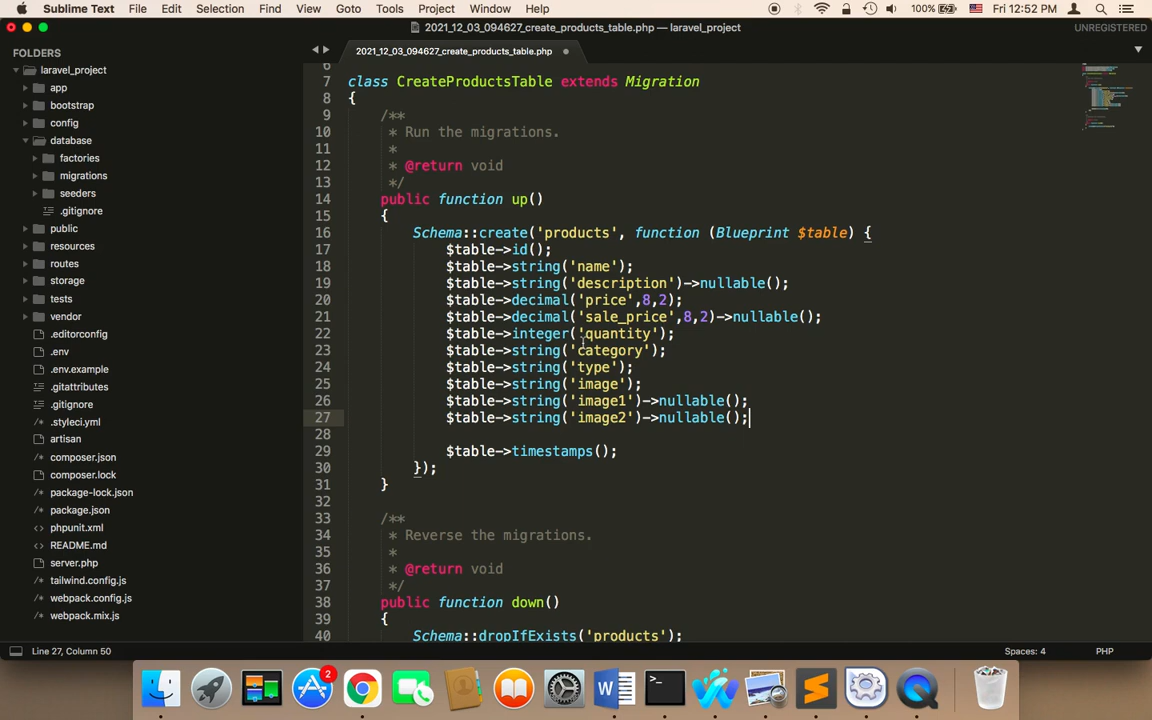 Sublime Text File Edit Selection Find View Goto Tools Project Window Help 100% Fri 12:52 PM
2021_12_03_094627_create_products_table.php — laravel_project UNREGISTERED
FOLDERS
laravel_project
app
bootstrap
config
database
factories
migrations
seeders
.gitignore
public
resources
routes
storage
tests
vendor
.editorconfig
.env
.env.example
.gitattributes
.gitignore
.styleci.yml
artisan
composer.json
composer.lock
package-lock.json
package.json
phpunit.xml
README.md
server.php
tailwind.config.js
webpack.config.js
webpack.mix.js
2021_12_03_094627_create_products_table.php
6
7 class CreateProductsTable extends Migration
8 {
9 /**
10 * Run the migrations.
11 *
12 * @return void
13 */
14 public function up()
15 {
16 Schema::create('products', function (Blueprint $table) {
17 $table->id();
18 $table->string('name');
19 $table->string('description')->nullable();
20 $table->decimal('price',8,2);
21 $table->decimal('sale_price',8,2)->nullable();
22 $table->integer('quantity');
23 $table->string('category');
24 $table->string('type');
25 $table->string('image');
26 $table->string('image1')->nullable();
27 $table->string('image2')->nullable();
28
29 $table->timestamps();
30 });
31 }
32
33 /**
34 * Reverse the migrations.
35 *
36 * @return void
37 */
38 public function down()
39 {
40 Schema::dropIfExists('products');
Line 27, Column 50 Spaces: 4 PHP
2